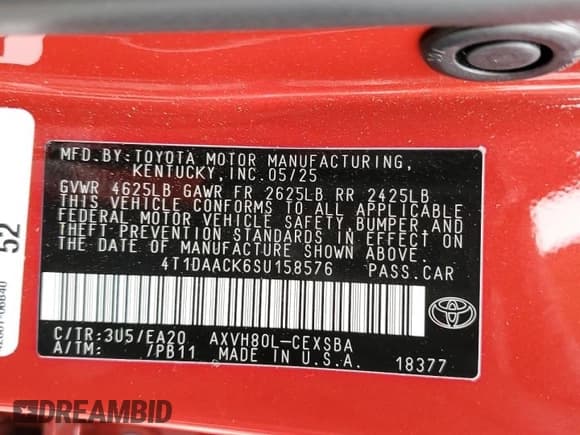 MFD.BY:TOYOTA MOTOR MANUFACTURING,
KENTUCKY, INC.05/25
GVWR 4625LB GAWR FR 2625LB RR 2425LB
THIS VEHICLE CONFORMS TO ALL APPLICABLE
FEDERAL MOTOR VEHICLE SAFETY,BUMPER,AND
THEFT PREVENTION STANDARDS IN EFFECT ON
THE DATE OF MANUFACTURE SHOWN ABOVE.
4T1DAACK6SU158576 PASS.CAR
C/TR:3U5/EA20 AXVH80L-CEXSBA
A/TM: /PB11 MADE IN U.S.A. 18377
TOYOTA
52
DREAMBID